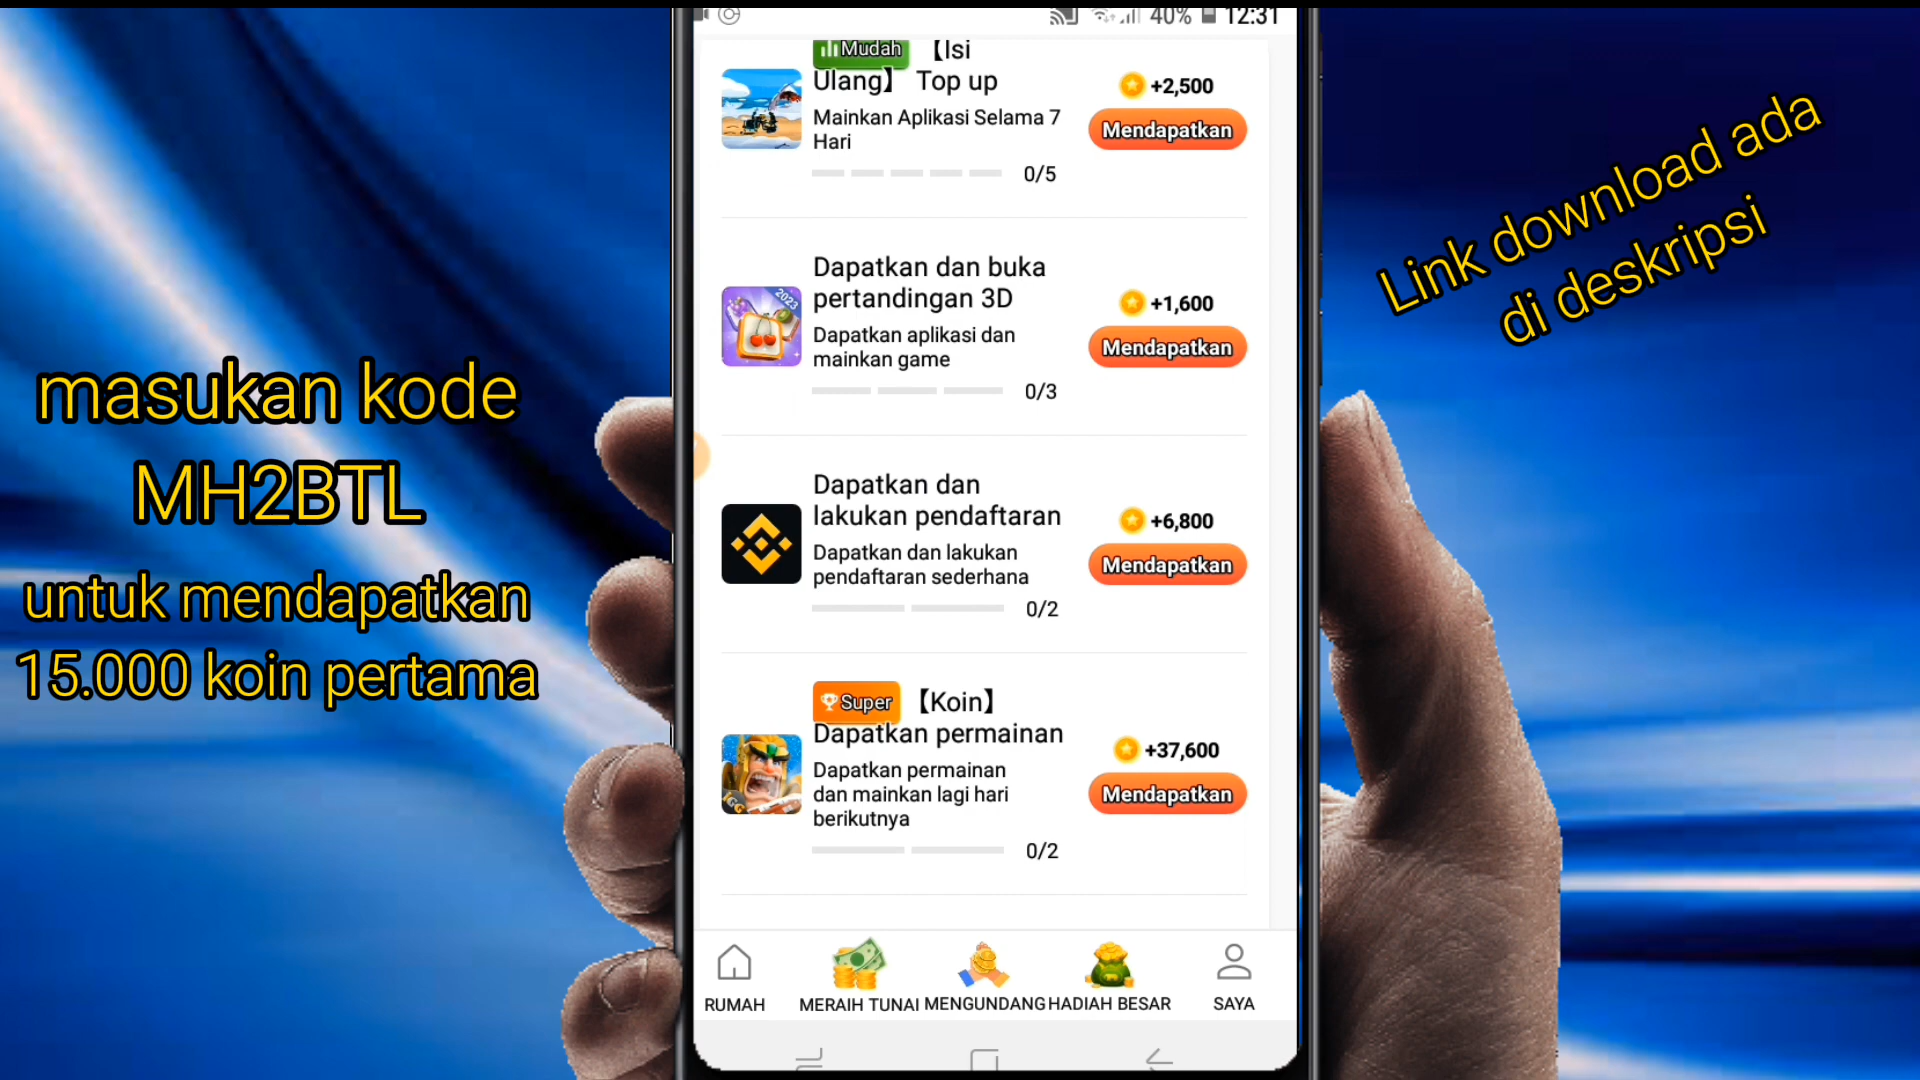 40% 12:31
Mudah 【Isi
Ulang】 Top up
Mainkan Aplikasi Selama 7
Hari
0/5
+2,500
Mendapatkan
Dapatkan dan buka
pertandingan 3D
Dapatkan aplikasi dan
mainkan game
0/3
+1,600
Mendapatkan
2023
Dapatkan dan
lakukan pendaftaran
Dapatkan dan lakukan
pendaftaran sederhana
0/2
+6,800
Mendapatkan
Super 【Koin】
Dapatkan permainan
Dapatkan permainan
dan mainkan lagi hari
berikutnya
0/2
+37,600
Mendapatkan
IGG
RUMAH
MERAIH TUNAI
MENGUNDANG
HADIAH BESAR
SAYA
masukan kode
MH2BTL
untuk mendapatkan
15.000 koin pertama
Link download ada
di deskripsi